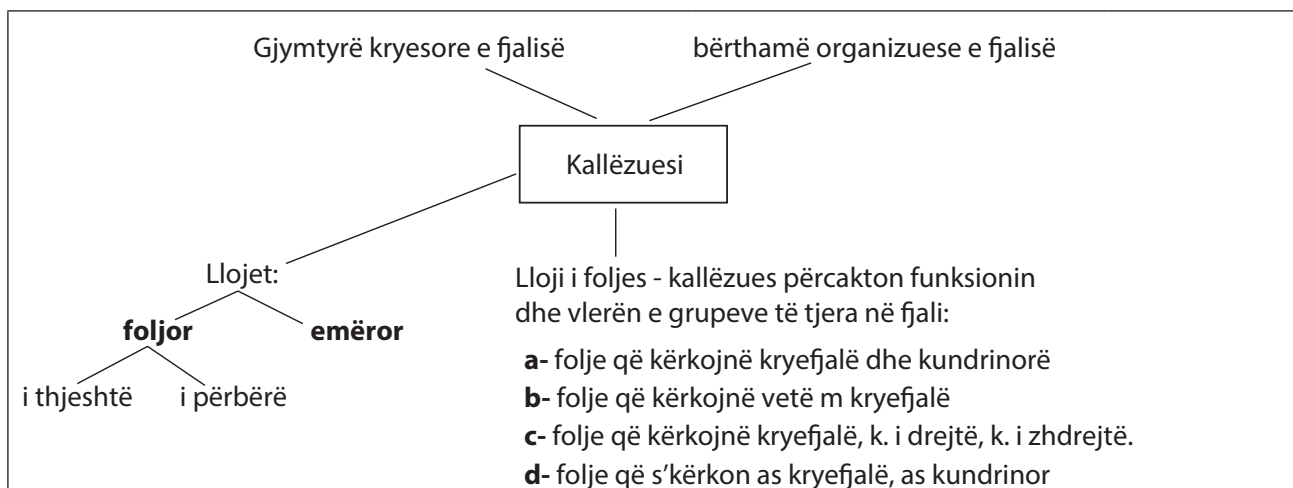 Gjymtyrë kryesore e fjalisë bërthamë organizuese e fjalisë
Kallëzuesi
Llojet:
foljor emëror
i thjeshtë i përbërë
Lloji i foljes - kallëzues përcakton funksionin
dhe vlerën e grupeve të tjera në fjali:
a- folje që kërkojnë kryefjalë dhe kundrinorë
b- folje që kërkojnë vetë m kryefjalë
c- folje që kërkojnë kryefjalë, k. i drejtë, k. i zhdrejtë.
d- folje që s'kërkon as kryefjalë, as kundrinor